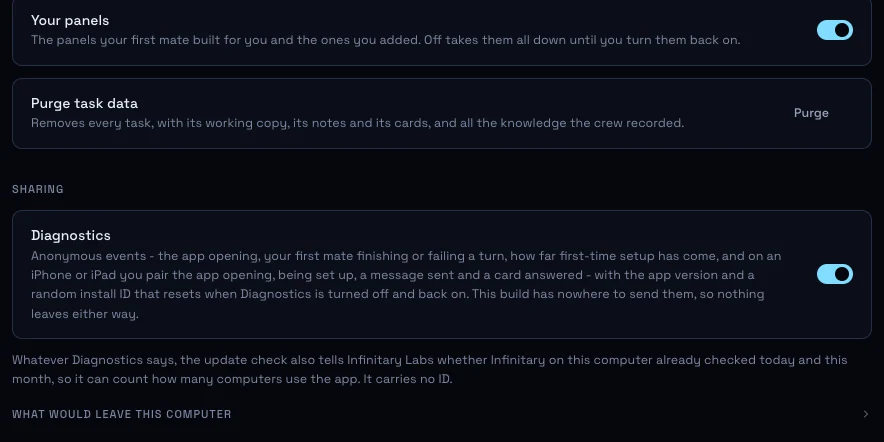 Your panels
The panels your first mate built for you and the ones you added. Off takes them all down until you turn them back on.
Purge task data
Removes every task, with its working copy, its notes and its cards, and all the knowledge the crew recorded.
Purge
SHARING
Diagnostics
Anonymous events - the app opening, your first mate finishing or failing a turn, how far first-time setup has come, and on an
iPhone or iPad you pair the app opening, being set up, a message sent and a card answered - with the app version and a
random install ID that resets when Diagnostics is turned off and back on. This build has nowhere to send them, so nothing
leaves either way.
Whatever Diagnostics says, the update check also tells Infinitary Labs whether Infinitary on this computer already checked today and this
month, so it can count how many computers use the app. It carries no ID.
WHAT WOULD LEAVE THIS COMPUTER